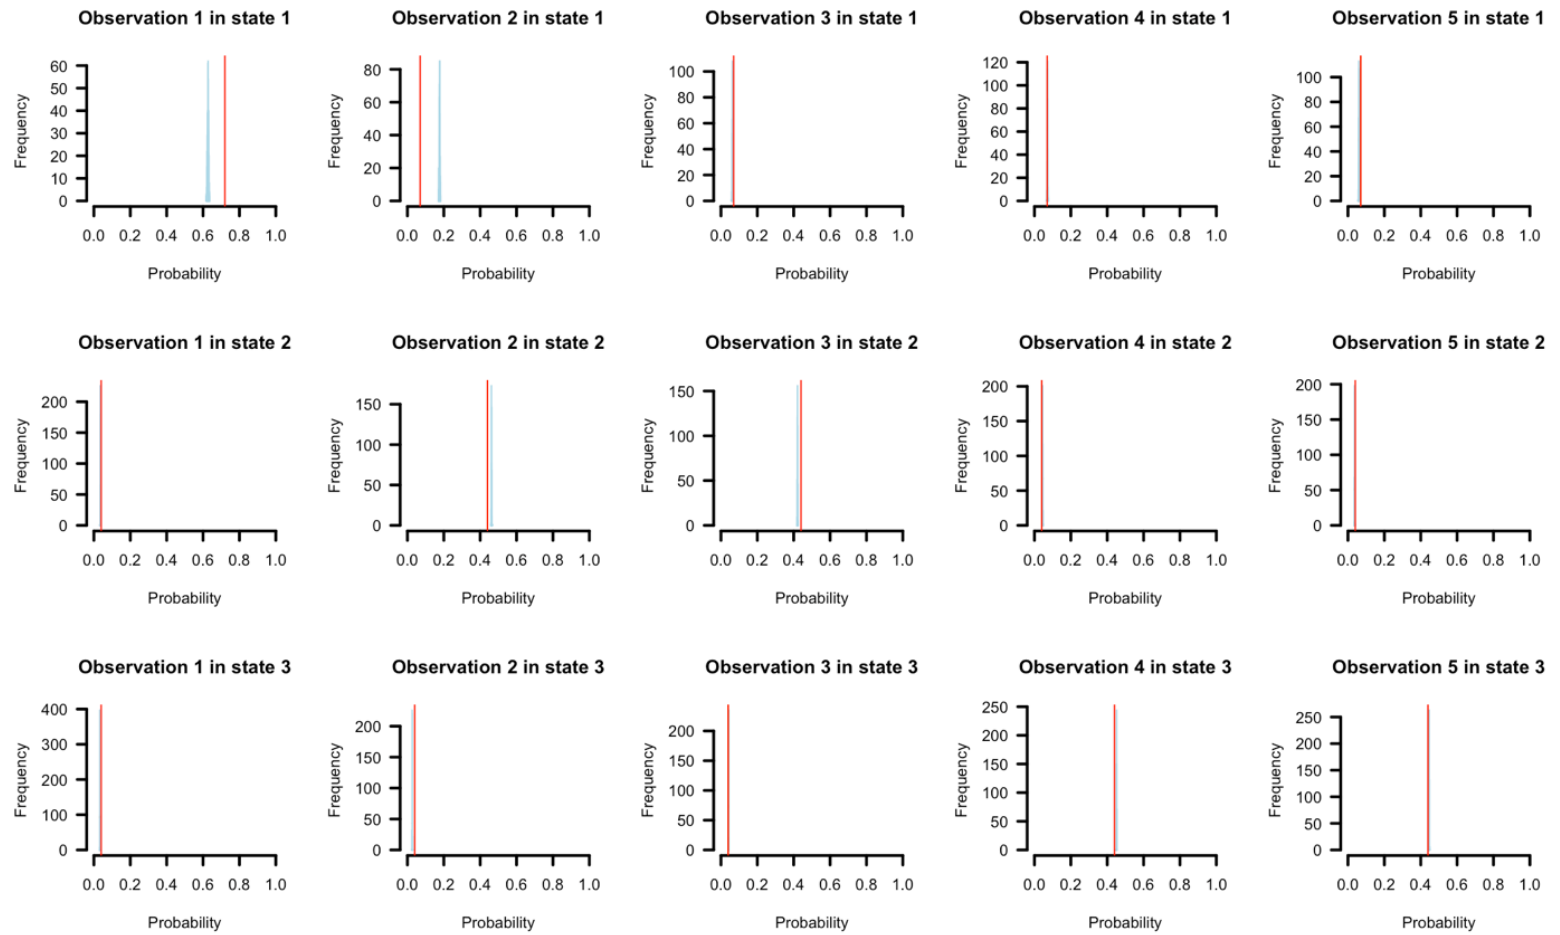 Observation 1 in state 1
Frequency
0 10 20 30 40 50 60
0.0 0.2 0.4 0.6 0.8 1.0
Probability
Observation 2 in state 1
Frequency
0 20 40 60 80
0.0 0.2 0.4 0.6 0.8 1.0
Probability
Observation 3 in state 1
Frequency
0 20 40 60 80 100
0.0 0.2 0.4 0.6 0.8 1.0
Probability
Observation 4 in state 1
Frequency
0 20 40 60 80 100 120
0.0 0.2 0.4 0.6 0.8 1.0
Probability
Observation 5 in state 1
Frequency
0 20 40 60 80 100
0.0 0.2 0.4 0.6 0.8 1.0
Probability
Observation 1 in state 2
Frequency
0 50 100 150 200
0.0 0.2 0.4 0.6 0.8 1.0
Probability
Observation 2 in state 2
Frequency
0 50 100 150
0.0 0.2 0.4 0.6 0.8 1.0
Probability
Observation 3 in state 2
Frequency
0 50 100 150
0.0 0.2 0.4 0.6 0.8 1.0
Probability
Observation 4 in state 2
Frequency
0 50 100 150 200
0.0 0.2 0.4 0.6 0.8 1.0
Probability
Observation 5 in state 2
Frequency
0 50 100 150 200
0.0 0.2 0.4 0.6 0.8 1.0
Probability
Observation 1 in state 3
Frequency
0 100 200 300 400
0.0 0.2 0.4 0.6 0.8 1.0
Probability
Observation 2 in state 3
Frequency
0 50 100 150 200
0.0 0.2 0.4 0.6 0.8 1.0
Probability
Observation 3 in state 3
Frequency
0 50 100 150 200
0.0 0.2 0.4 0.6 0.8 1.0
Probability
Observation 4 in state 3
Frequency
0 50 100 150 200 250
0.0 0.2 0.4 0.6 0.8 1.0
Probability
Observation 5 in state 3
Frequency
0 50 100 150 200 250
0.0 0.2 0.4 0.6 0.8 1.0
Probability